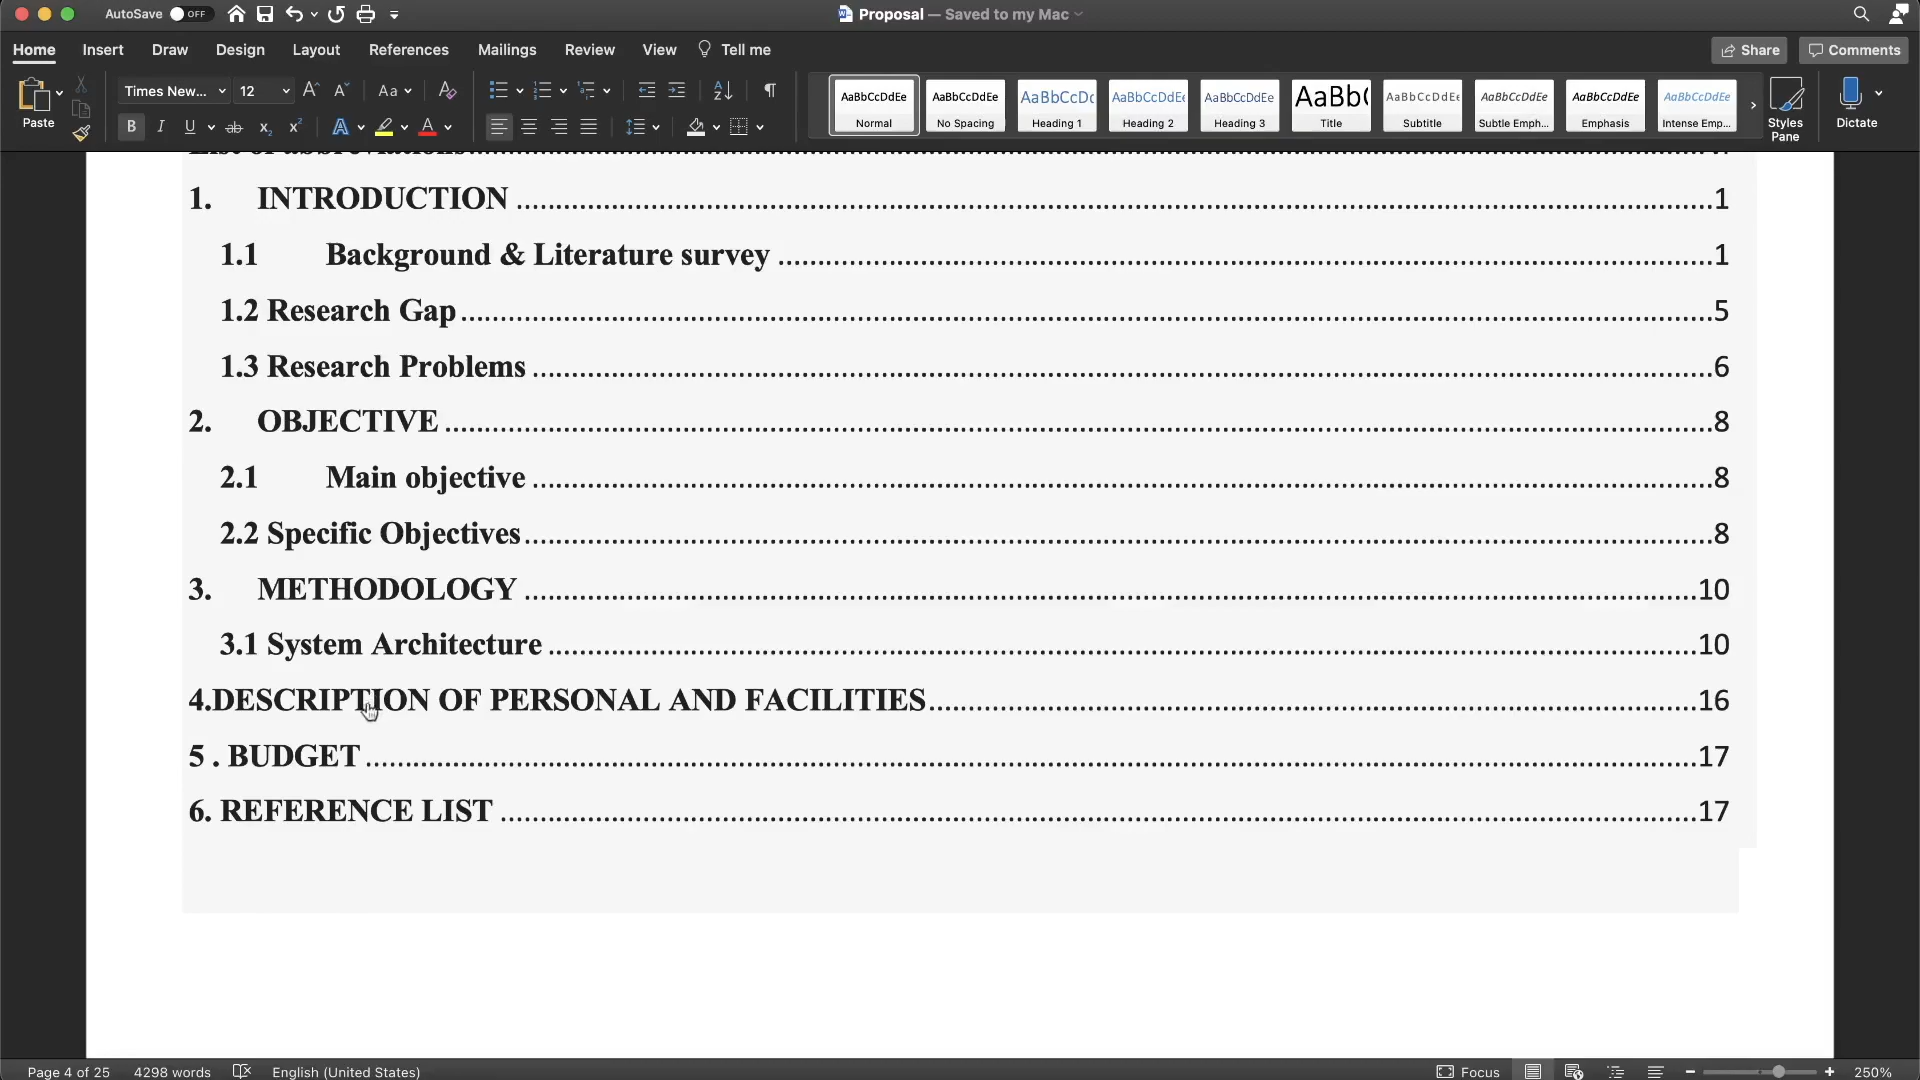 AutoSave OFF Proposal — Saved to my Mac
Home Insert Draw Design Layout References Mailings Review View Tell me Share Comments
Paste Times New... 12 Aa
AaBbCcDdEe Normal
AaBbCcDdEe No Spacing
AaBbCcDc Heading 1
AaBbCcDdEe Heading 2
AaBbCcDdEe Heading 3
AaBb( Title
AaBbCcDdEe Subtitle
AaBbCcDdEe Subtle Emph...
AaBbCcDdEe Emphasis
AaBbCcDdEe Intense Emp...
Styles Pane
Dictate
1. INTRODUCTION 1
1.1 Background & Literature survey 1
1.2 Research Gap 5
1.3 Research Problems 6
2. OBJECTIVE 8
2.1 Main objective 8
2.2 Specific Objectives 8
3. METHODOLOGY 10
3.1 System Architecture 10
4.DESCRIPTION OF PERSONAL AND FACILITIES 16
5 . BUDGET 17
6. REFERENCE LIST 17
Page 4 of 25 4298 words English (United States) Focus 250%